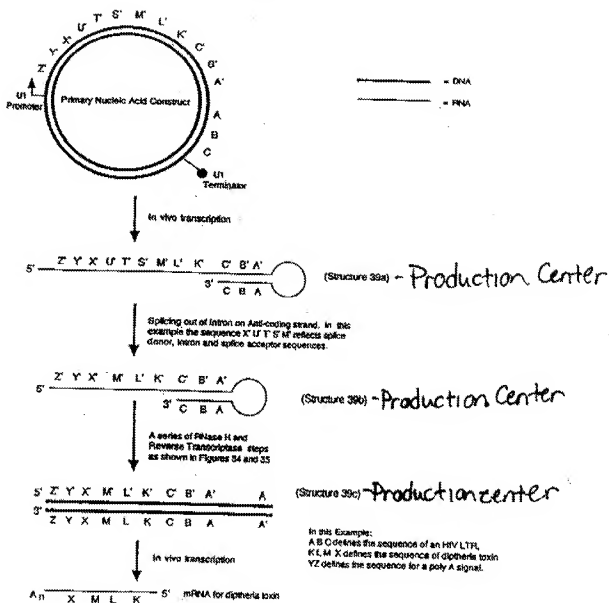 Z' Y' X' U' T' S' M' L' K' C' B' A' A B C
U1 Promoter
Primary Nucleic Acid Construct
U1 Terminator
= DNA
= RNA
In vivo transcription
Z' Y' X' U' T' S' M' L' K' C' B' A'
5'
3'
C B A
(Structure 39a) - Production Center
Splicing out of Intron on Anti-coding strand. In this
example the sequence X' U' T' S' M' reflects splice
donor, intron and splice acceptor sequences.
Z' Y' X' M' L' K' C' B' A'
5'
3'
C B A
(Structure 39b) - Production Center
A series of RNase H and
Reverse Transcriptase steps
as shown in Figures 34 and 35
5' Z' Y' X' M' L' K' C' B' A' A
3'
Z Y X M L K C B A A'
(Structure 39c) - Production center
In this Example:
A B C defines the sequence of an HIV LTR,
K L M X defines the sequence of diptheria toxin
YZ defines the sequence for a poly A signal.
In vivo transcription
An X M L K 5' mRNA for diptheria toxin